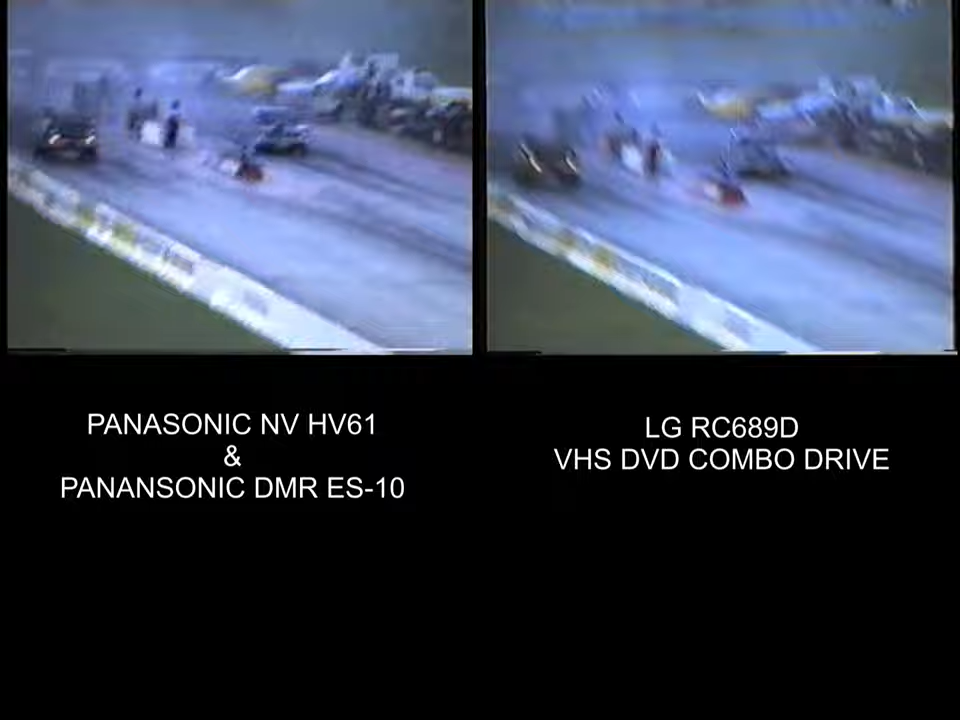 PANASONIC NV HV61
&
PANANSONIC DMR ES-10
LG RC689D
VHS DVD COMBO DRIVE